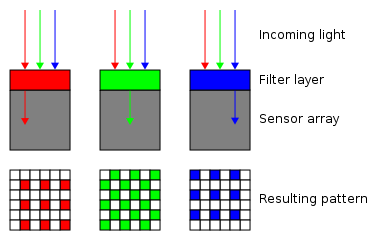 Incoming light
Filter layer
Sensor array
Resulting pattern